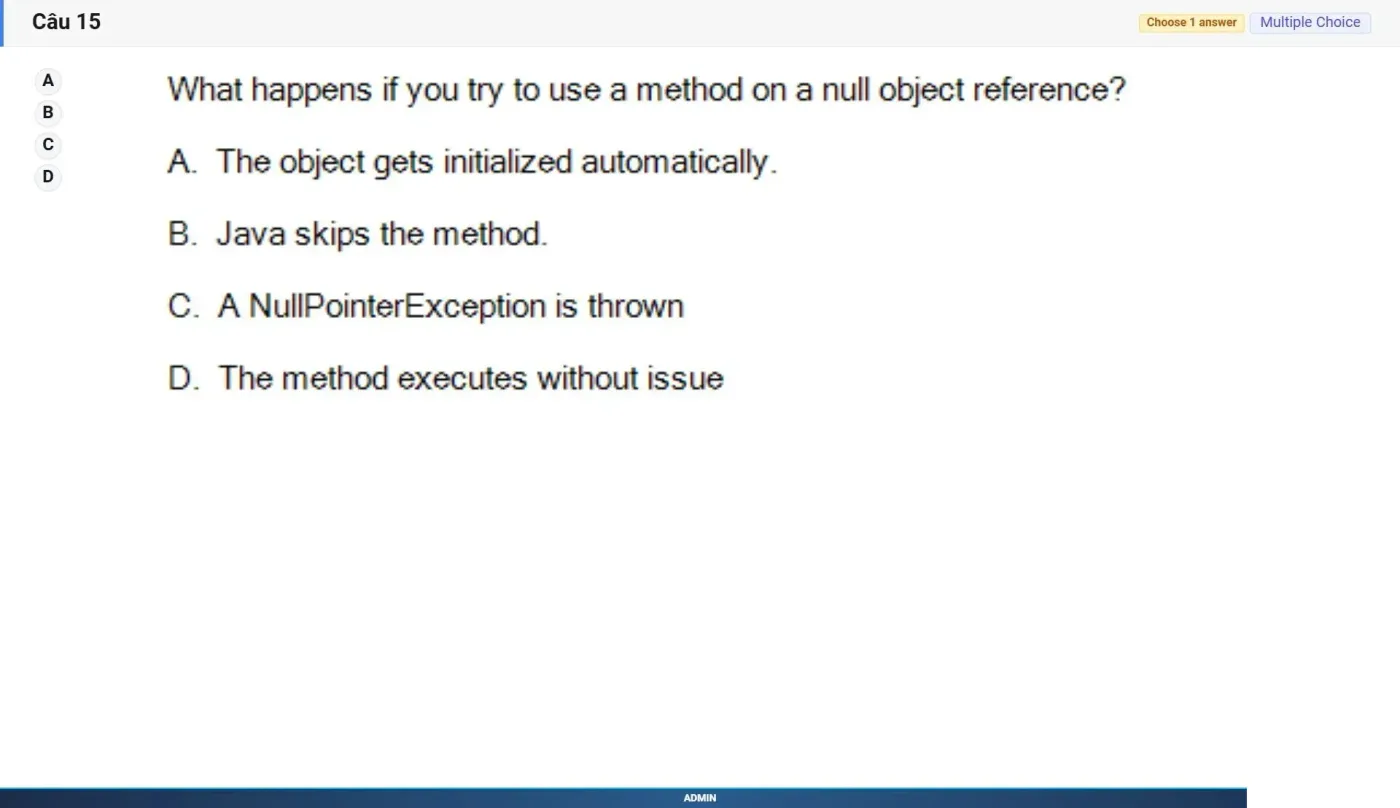 Câu 15
Choose 1 answer
Multiple Choice
A
B
C
D
What happens if you try to use a method on a null object reference?
A. The object gets initialized automatically.
B. Java skips the method.
C. A NullPointerException is thrown
D. The method executes without issue
ADMIN